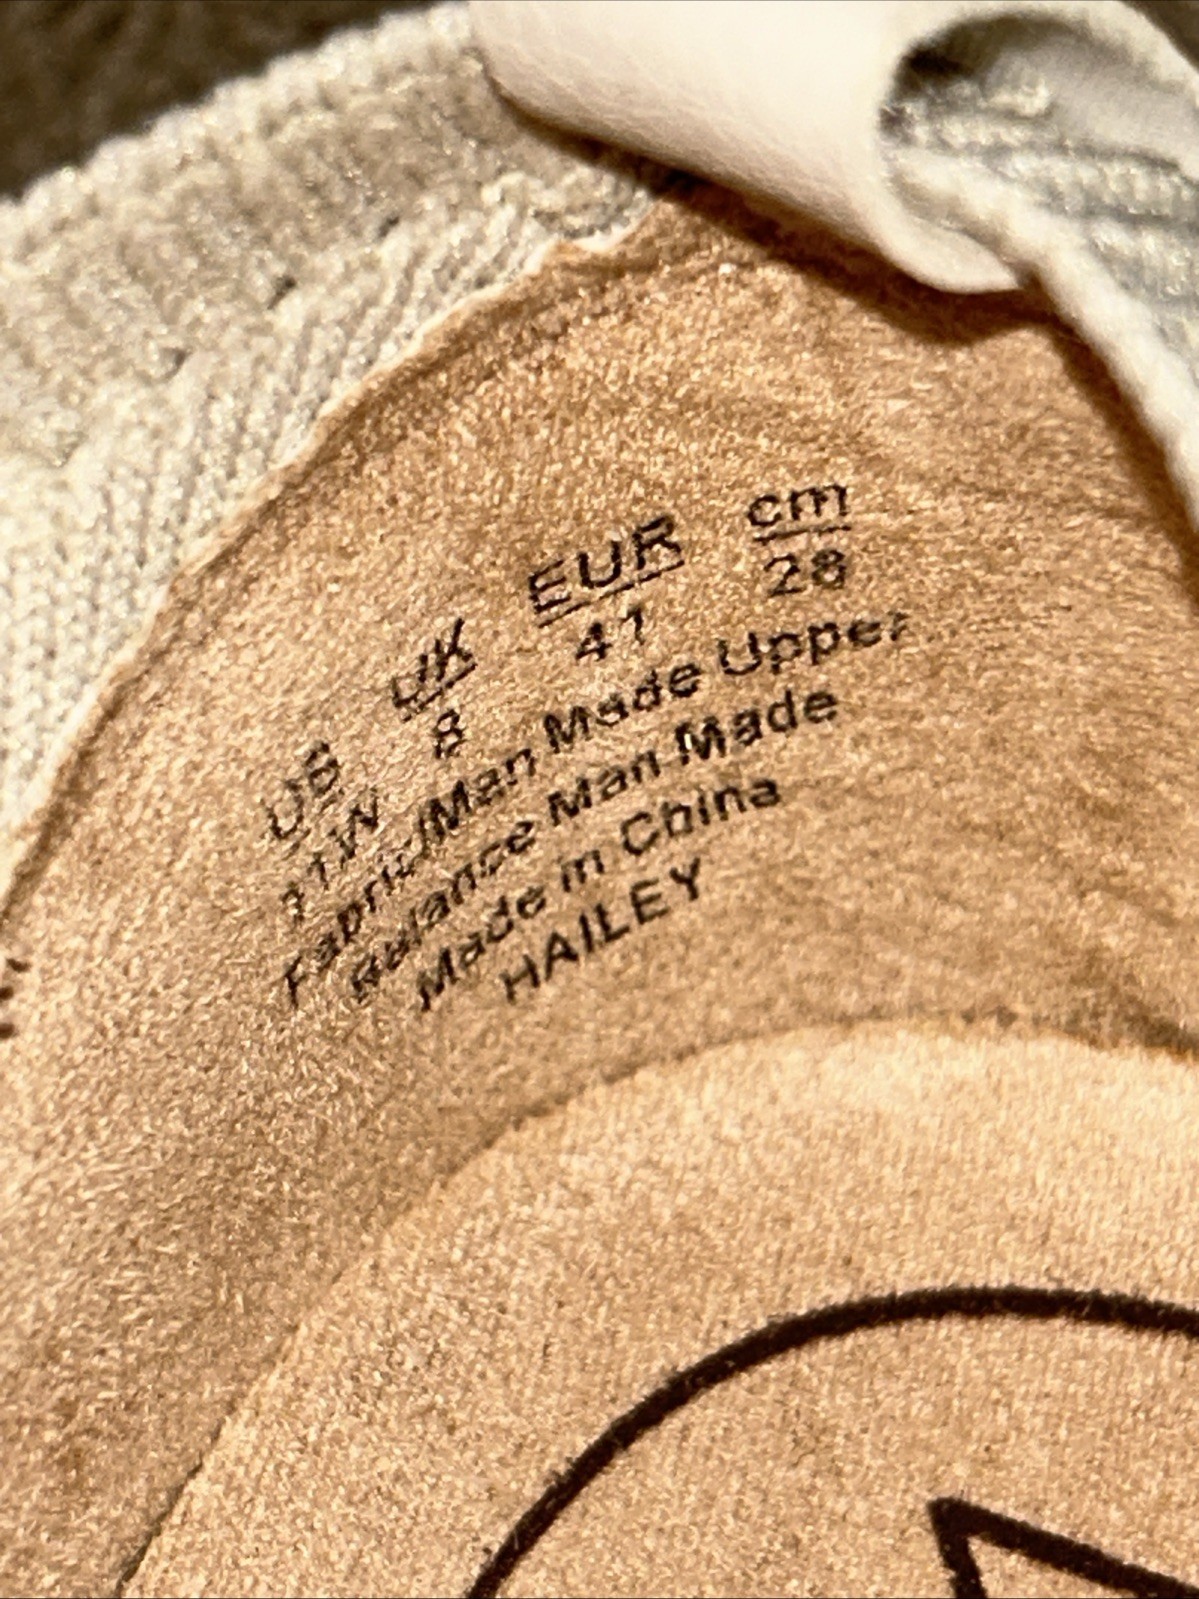 US UK EUR cm
11W 8 41 28
Fabric/Man Made Upper
Balance Man Made
Made in China
HAILEY